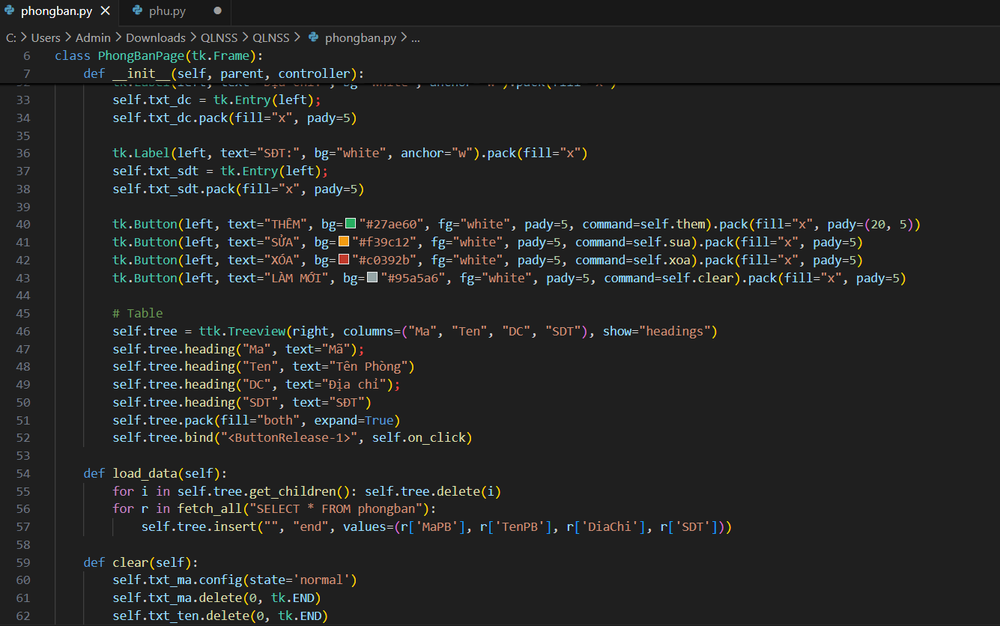 phongban.py
phu.py
C: > Users > Admin > Downloads > QLNSS > QLNSS > phongban.py > ...
6 class PhongBanPage(tk.Frame):
7     def __init__(self, parent, controller):
33         self.txt_dc = tk.Entry(left);
34         self.txt_dc.pack(fill="x", pady=5)
35
36         tk.Label(left, text="SĐT:", bg="white", anchor="w").pack(fill="x")
37         self.txt_sdt = tk.Entry(left);
38         self.txt_sdt.pack(fill="x", pady=5)
39
40         tk.Button(left, text="THÊM", bg="#27ae60", fg="white", pady=5, command=self.them).pack(fill="x", pady=(20, 5))
41         tk.Button(left, text="SỬA", bg="#f39c12", fg="white", pady=5, command=self.sua).pack(fill="x", pady=5)
42         tk.Button(left, text="XÓA", bg="#c0392b", fg="white", pady=5, command=self.xoa).pack(fill="x", pady=5)
43         tk.Button(left, text="LÀM MỚI", bg="#95a5a6", fg="white", pady=5, command=self.clear).pack(fill="x", pady=5)
44
45         # Table
46         self.tree = ttk.Treeview(right, columns=("Ma", "Ten", "DC", "SDT"), show="headings")
47         self.tree.heading("Ma", text="Mã");
48         self.tree.heading("Ten", text="Tên Phòng")
49         self.tree.heading("DC", text="Địa chỉ");
50         self.tree.heading("SDT", text="SĐT")
51         self.tree.pack(fill="both", expand=True)
52         self.tree.bind("<ButtonRelease-1>", self.on_click)
53
54     def load_data(self):
55         for i in self.tree.get_children(): self.tree.delete(i)
56         for r in fetch_all("SELECT * FROM phongban"):
57             self.tree.insert("", "end", values=(r['MaPB'], r['TenPB'], r['DiaChi'], r['SDT']))
58
59     def clear(self):
60         self.txt_ma.config(state='normal')
61         self.txt_ma.delete(0, tk.END)
62         self.txt_ten.delete(0, tk.END)